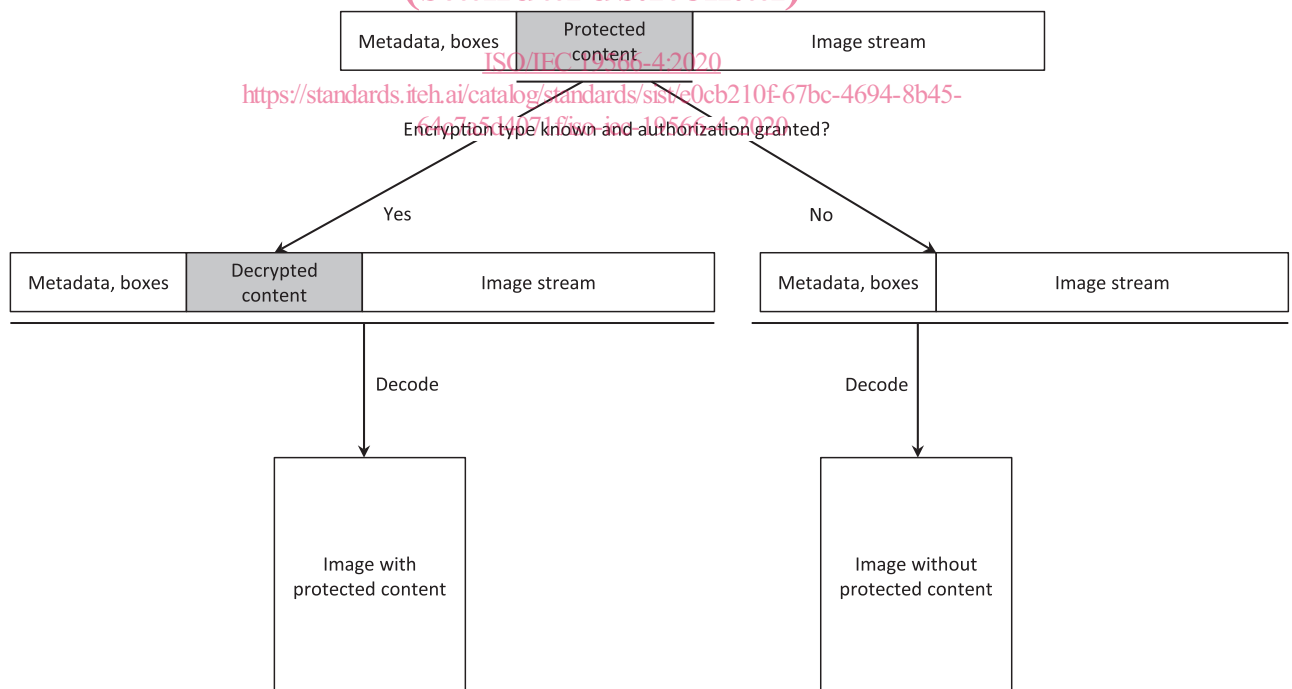 Metadata, boxes
Protected
content
Image stream
ISO/IEC 19566-4:2020
https://standards.iteh.ai/catalog/standards/sist/e0cb210f-67bc-4694-8b45-
Encryption type known and authorization granted?
Yes
No
Metadata, boxes
Decrypted
content
Image stream
Metadata, boxes
Image stream
Decode
Decode
Image with
protected content
Image without
protected content